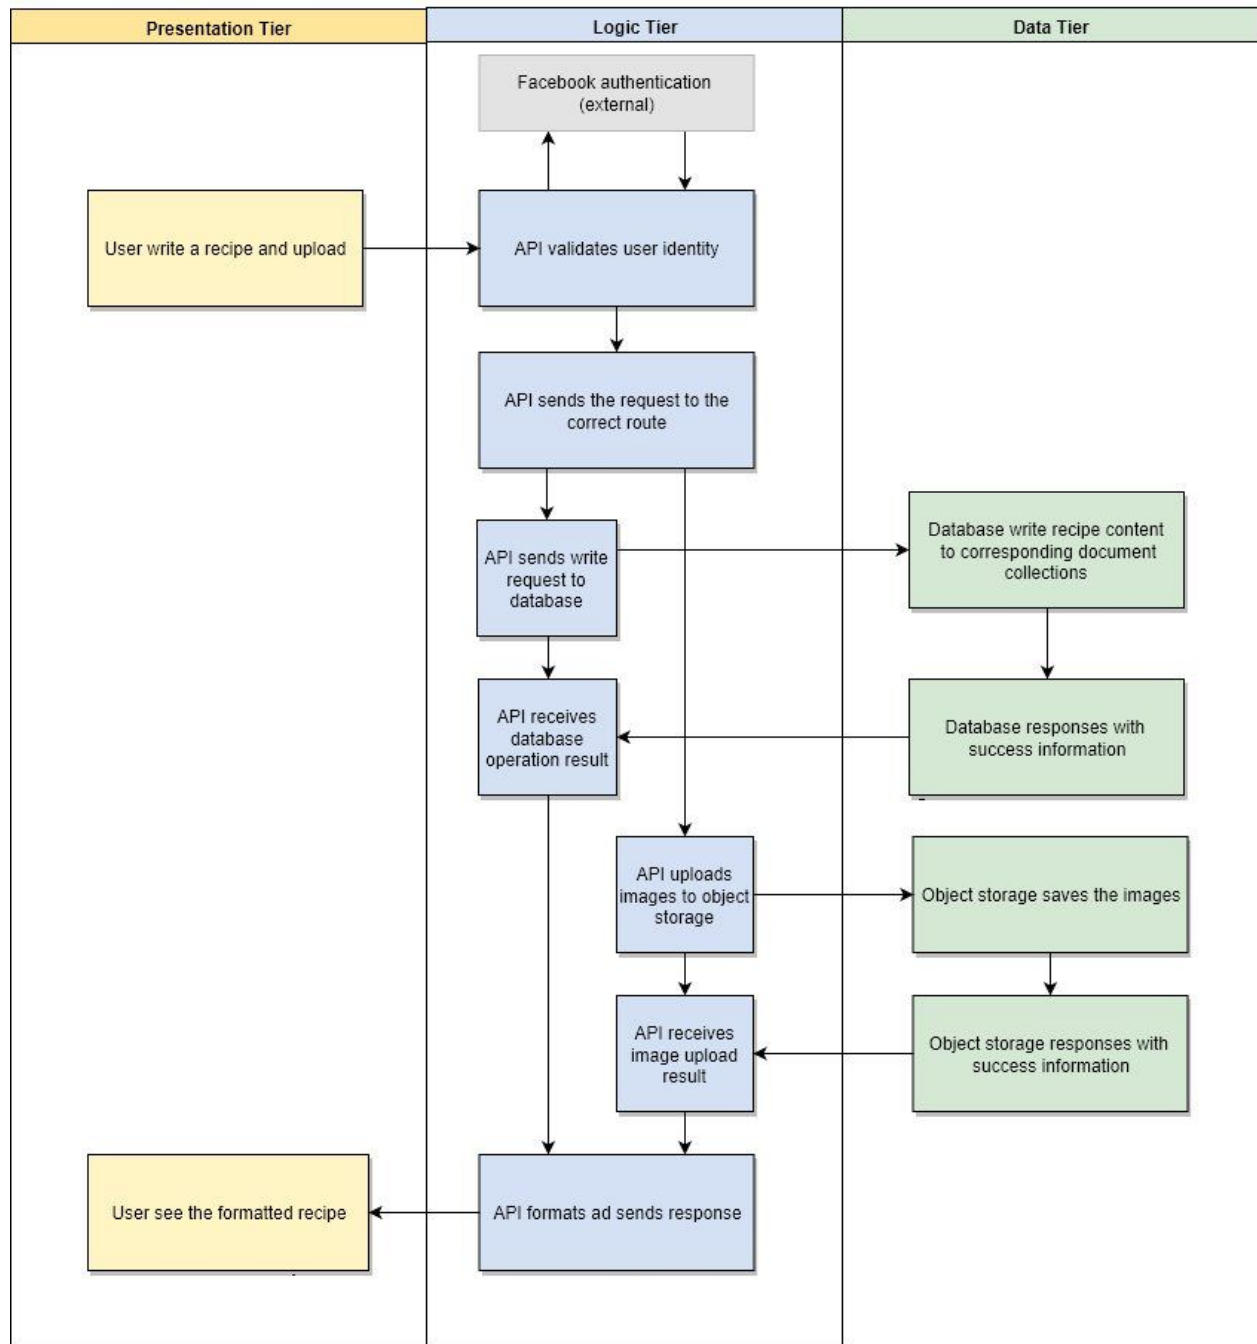 Presentation Tier
Logic Tier
Data Tier
Facebook authentication
(external)
User write a recipe and upload
API validates user identity
API sends the request to the
correct route
API sends write
request to
database
Database write recipe content
to corresponding document
collections
API receives
database
operation result
Database responses with
success information
API uploads
images to object
storage
Object storage saves the images
API receives
image upload
result
Object storage responses with
success information
User see the formatted recipe
API formats ad sends response